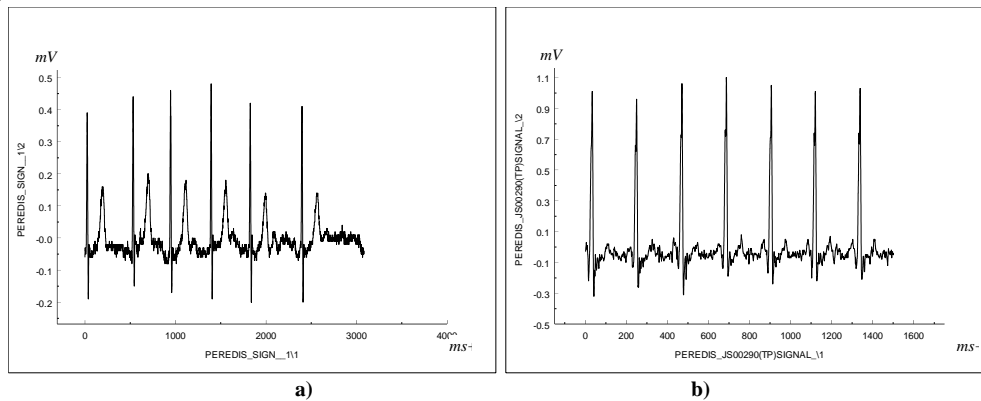 mV
0.5
0.4
0.3
0.2
0.1
-0.0
-0.1
-0.2
PEREDIS_SIGN__1\2
0 1000 2000 3000
PEREDIS_SIGN__1\1
ms
a)
mV
1.1
0.9
0.7
0.5
0.3
0.1
-0.1
-0.3
-0.5
PEREDIS_JS00290(TP)SIGNAL_\2
0 200 400 600 800 1000 1200 1400 1600
PEREDIS_JS00290(TP)SIGNAL_\1
ms
b)